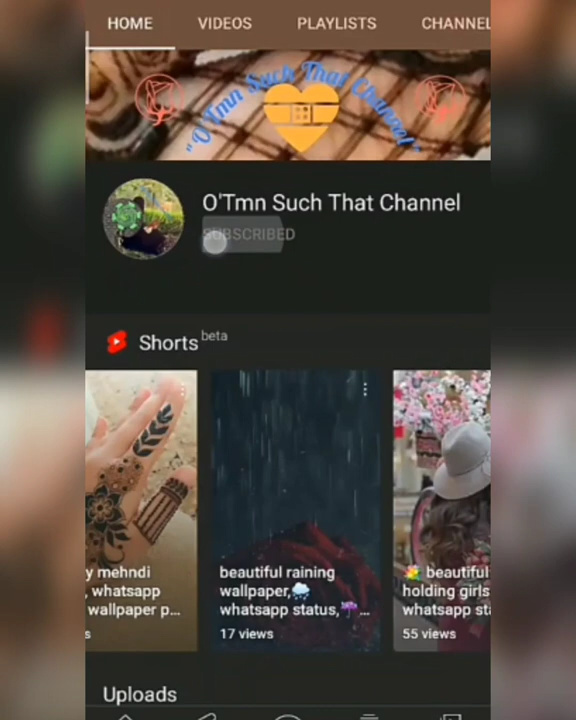 HOME VIDEOS PLAYLISTS CHANNEL
"O'Tmn Such That Channel"
O'Tmn Such That Channel
SUBSCRIBED
Shorts beta
y mehndi
, whatsapp
wallpaper p...
s
beautiful raining
wallpaper,🌧️
whatsapp status,☔...
17 views
💐 beautiful
holding girls
whatsapp sta
55 views
Uploads